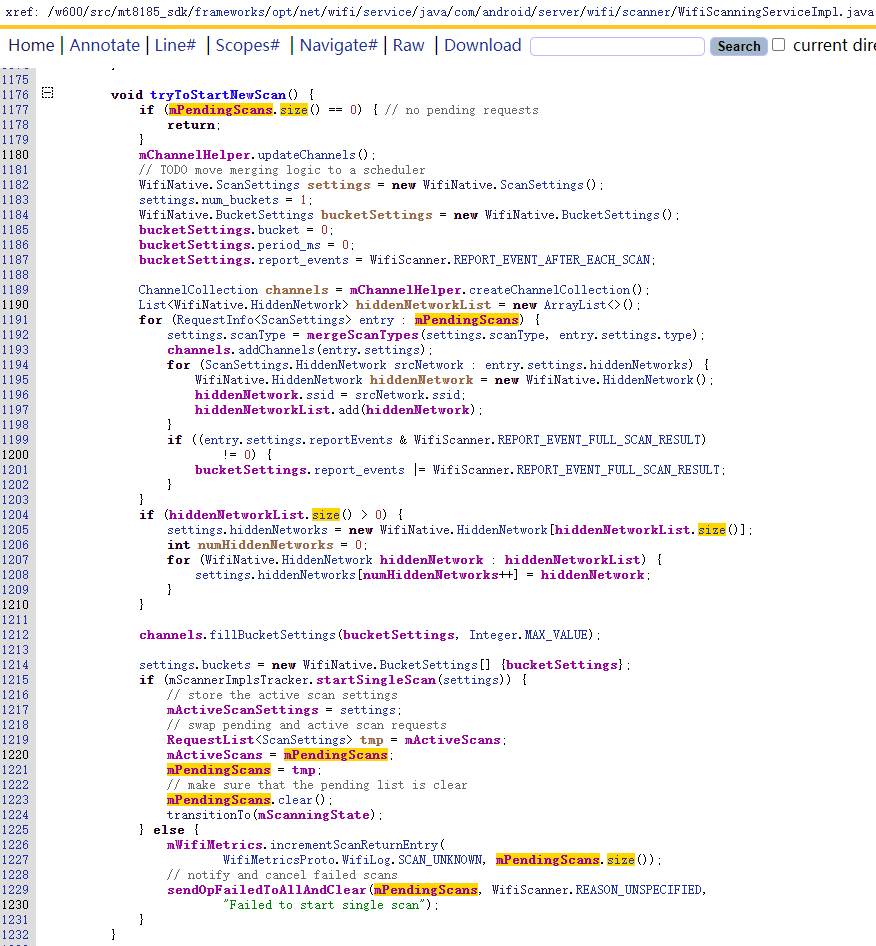 xref: /w600/src/mt8185_sdk/frameworks/opt/net/wifi/service/java/com/android/server/wifi/scanner/WifiScanningServiceImpl.java
Home | Annotate | Line# | Scopes# | Navigate# | Raw | Download Search current dire
1175
1176 void tryToStartNewScan() {
1177 if (mPendingScans.size() == 0) { // no pending requests
1178 return;
1179 }
1180 mChannelHelper.updateChannels();
1181 // TODO move merging logic to a scheduler
1182 WifiNative.ScanSettings settings = new WifiNative.ScanSettings();
1183 settings.num_buckets = 1;
1184 WifiNative.BucketSettings bucketSettings = new WifiNative.BucketSettings();
1185 bucketSettings.bucket = 0;
1186 bucketSettings.period_ms = 0;
1187 bucketSettings.report_events = WifiScanner.REPORT_EVENT_AFTER_EACH_SCAN;
1188
1189 ChannelCollection channels = mChannelHelper.createChannelCollection();
1190 List<WifiNative.HiddenNetwork> hiddenNetworkList = new ArrayList<>();
1191 for (RequestInfo<ScanSettings> entry : mPendingScans) {
1192 settings.scanType = mergeScanTypes(settings.scanType, entry.settings.type);
1193 channels.addChannels(entry.settings);
1194 for (ScanSettings.HiddenNetwork srcNetwork : entry.settings.hiddenNetworks) {
1195 WifiNative.HiddenNetwork hiddenNetwork = new WifiNative.HiddenNetwork();
1196 hiddenNetwork.ssid = srcNetwork.ssid;
1197 hiddenNetworkList.add(hiddenNetwork);
1198 }
1199 if ((entry.settings.reportEvents & WifiScanner.REPORT_EVENT_FULL_SCAN_RESULT)
1200 != 0) {
1201 bucketSettings.report_events |= WifiScanner.REPORT_EVENT_FULL_SCAN_RESULT;
1202 }
1203 }
1204 if (hiddenNetworkList.size() > 0) {
1205 settings.hiddenNetworks = new WifiNative.HiddenNetwork[hiddenNetworkList.size()];
1206 int numHiddenNetworks = 0;
1207 for (WifiNative.HiddenNetwork hiddenNetwork : hiddenNetworkList) {
1208 settings.hiddenNetworks[numHiddenNetworks++] = hiddenNetwork;
1209 }
1210 }
1211
1212 channels.fillBucketSettings(bucketSettings, Integer.MAX_VALUE);
1213
1214 settings.buckets = new WifiNative.BucketSettings[] {bucketSettings};
1215 if (mScannerImplsTracker.startSingleScan(settings)) {
1216 // store the active scan settings
1217 mActiveScanSettings = settings;
1218 // swap pending and active scan requests
1219 RequestList<ScanSettings> tmp = mActiveScans;
1220 mActiveScans = mPendingScans;
1221 mPendingScans = tmp;
1222 // make sure that the pending list is clear
1223 mPendingScans.clear();
1224 transitionTo(mScanningState);
1225 } else {
1226 mWifiMetrics.incrementScanReturnEntry(
1227 WifiMetricsProto.WifiLog.SCAN_UNKNOWN, mPendingScans.size());
1228 // notify and cancel failed scans
1229 sendOpFailedToAllAndClear(mPendingScans, WifiScanner.REASON_UNSPECIFIED,
1230 "Failed to start single scan");
1231 }
1232 }